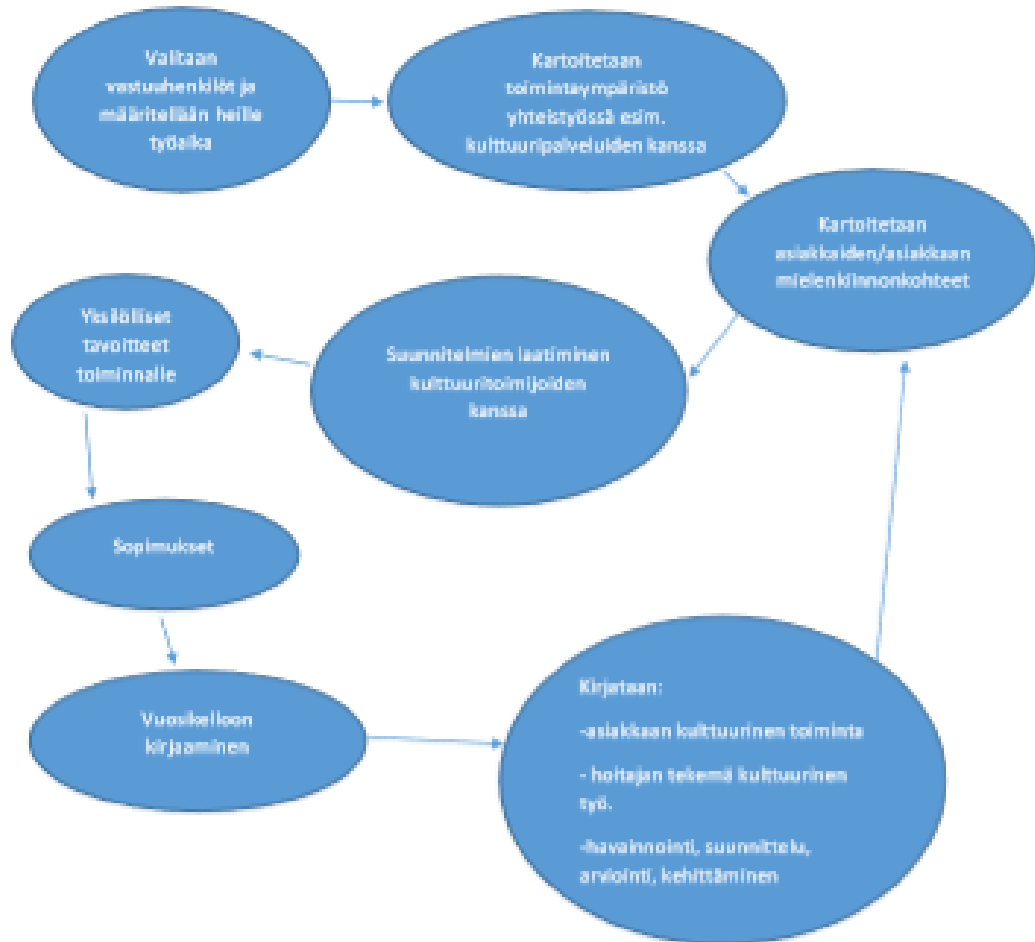 Valitaan
vastuuhenkilöt ja
määritellään heille
työaika
Kartoitetaan
toimintaympäristö
yhteistyössä esim.
kulttuuripalveluiden kanssa
Kartoitetaan
asiakkaiden/asiakkaan
mielenkiinnonkohteet
Suunnitelmien laatiminen
kulttuuritoimijoiden
kanssa
Yksilölliset
tavoitteet
toiminnalle
Sopimukset
Vuosikelloon
kirjaaminen
Kirjataan:
-asiakkaan kulttuurinen toiminta
- hoitajan tekemä kulttuurinen
työ.
-havainnointi, suunnittelu,
arviointi, kehittäminen